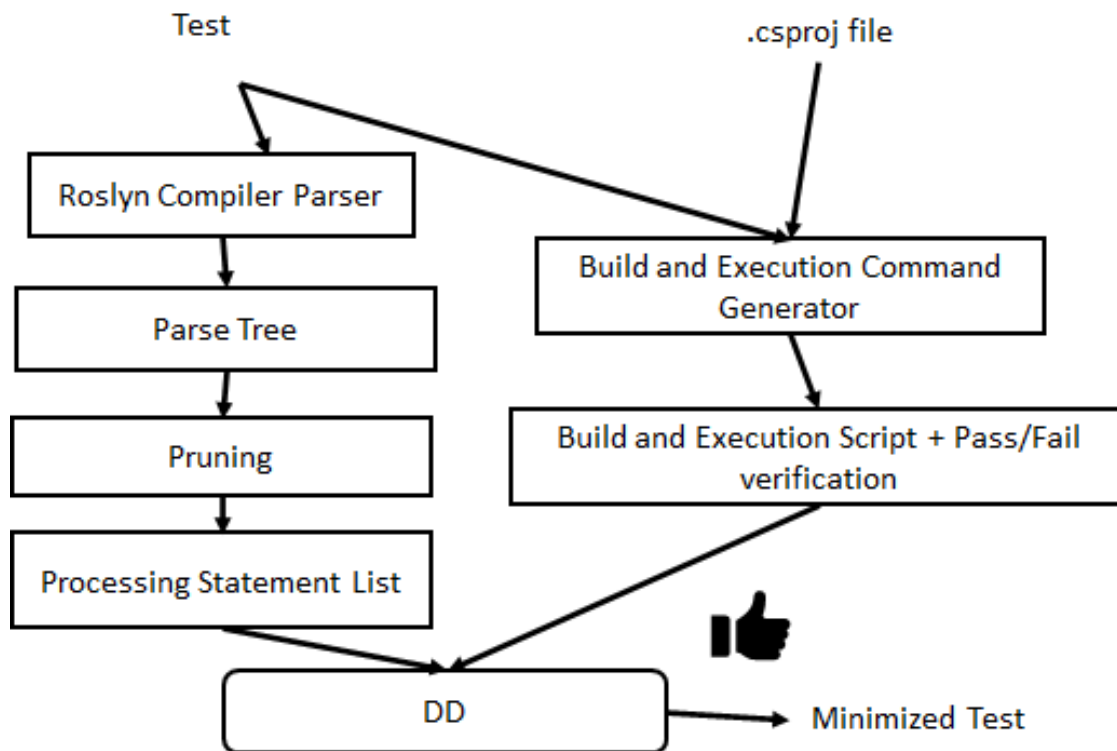 Test
.csproj file
Roslyn Compiler Parser
Build and Execution Command
Generator
Parse Tree
Build and Execution Script + Pass/Fail
verification
Pruning
Processing Statement List
DD
Minimized Test